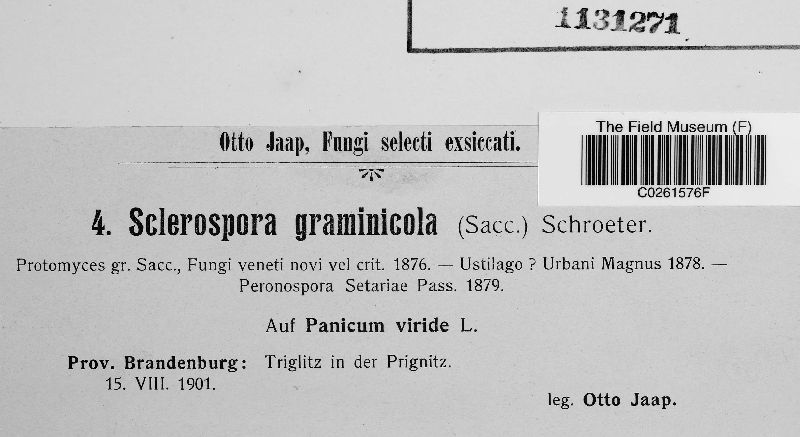 1131271
Otto Jaap, Fungi selecti exsiccati.
The Field Museum (F)
C0261576F
4. Sclerospora graminicola (Sacc.) Schroeter.
Protomyces gr. Sacc., Fungi veneti novi vel crit. 1876. — Ustilago ? Urbani Magnus 1878. —
Peronospora Setariae Pass. 1879.
Auf Panicum viride L.
Prov. Brandenburg: Triglitz in der Prignitz.
15. VIII. 1901.
leg. Otto Jaap.